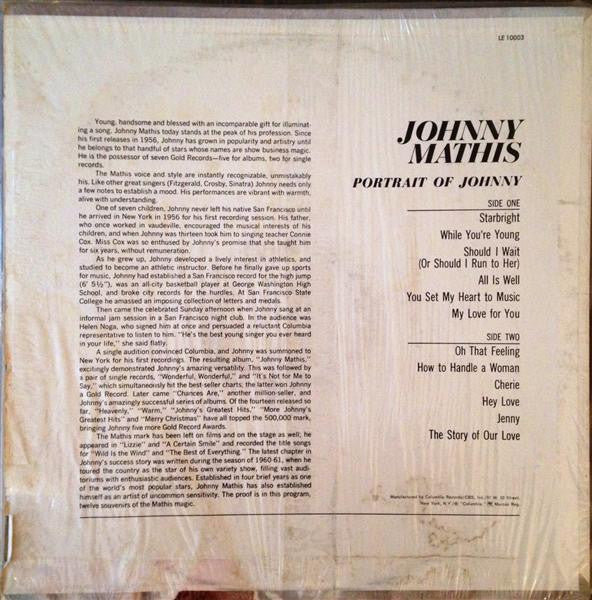 LE 10003
Young, handsome and blessed with an incomparable gift for illuminat-
ing a song, Johnny Mathis today stands at the peak of his profession. Since
his first releases in 1956, Johnny has grown in popularity and artistry until
he belongs to that handful of stars whose names are show business magic.
He is the possessor of seven Gold Records—five for albums, two for single
records.
The Mathis voice and style are instantly recognizable, unmistakably
his. Like other great singers (Fitzgerald, Crosby, Sinatra) Johnny needs only
a few notes to establish a mood. His performances are vibrant with warmth,
alive with understanding.
One of seven children, Johnny never left his native San Francisco until
he arrived in New York in 1956 for his first recording session. His father,
who once worked in vaudeville, encouraged the musical interests of his
children, and when Johnny was thirteen took him to singing teacher Connie
Cox. Miss Cox was so enthused by Johnny's promise that she taught him
for six years, without remuneration.
As he grew up, Johnny developed a lively interest in athletics, and
studied to become an athletic instructor. Before he finally gave up sports
for music, Johnny had established a San Francisco record for the high jump
(6' 5½"), was an all-city basketball player at George Washington High
School, and broke city records for the hurdles. At San Francisco State
College he amassed an imposing collection of letters and medals.
Then came the celebrated Sunday afternoon when Johnny sang at an
informal jam session in a San Francisco night club. In the audience was
Helen Noga, who signed him at once and persuaded a reluctant Columbia
representative to listen to him. "He's the best young singer you ever heard
in your life," she said flatly.
A single audition convinced Columbia, and Johnny was summoned to
New York for his first recordings. The resulting album, "Johnny Mathis,"
excitingly demonstrated Johnny's amazing versatility. This was followed by
a pair of single records, "Wonderful, Wonderful," and "It's Not for Me to
Say," which simultaneously hit the best-seller charts; the latter won Johnny
a Gold Record. Later came "Chances Are," another million-seller, and
Johnny's amazingly successful series of albums. Of the fourteen released so
far, "Heavenly," "Warm," "Johnny's Greatest Hits," "More Johnny's
Greatest Hits" and "Merry Christmas" have all topped the 500,000 mark,
bringing Johnny five more Gold Record Awards.
The Mathis mark has been left on films and on the stage as well; he
appeared in "Lizzie" and "A Certain Smile" and recorded the title songs
for "Wild Is the Wind" and "The Best of Everything." The latest chapter in
Johnny's success story was written during the season of 1960-61, when he
toured the country as the star of his own variety show, filling vast audi-
toriums with enthusiastic audiences. Established in four brief years as one
of the world's most popular stars, Johnny Mathis has also established
himself as an artist of uncommon sensitivity. The proof is in this program,
twelve souvenirs of the Mathis magic.
JOHNNY
MATHIS
PORTRAIT OF JOHNNY
SIDE ONE
Starbright
While You're Young
Should I Wait
(Or Should I Run to Her)
All Is Well
You Set My Heart to Music
My Love for You
SIDE TWO
Oh That Feeling
How to Handle a Woman
Cherie
Hey Love
Jenny
The Story of Our Love
Manufactured by Columbia Records/CBS, Inc./51 W. 52 Street,
New York, N.Y./® "Columbia," Marcas Reg.